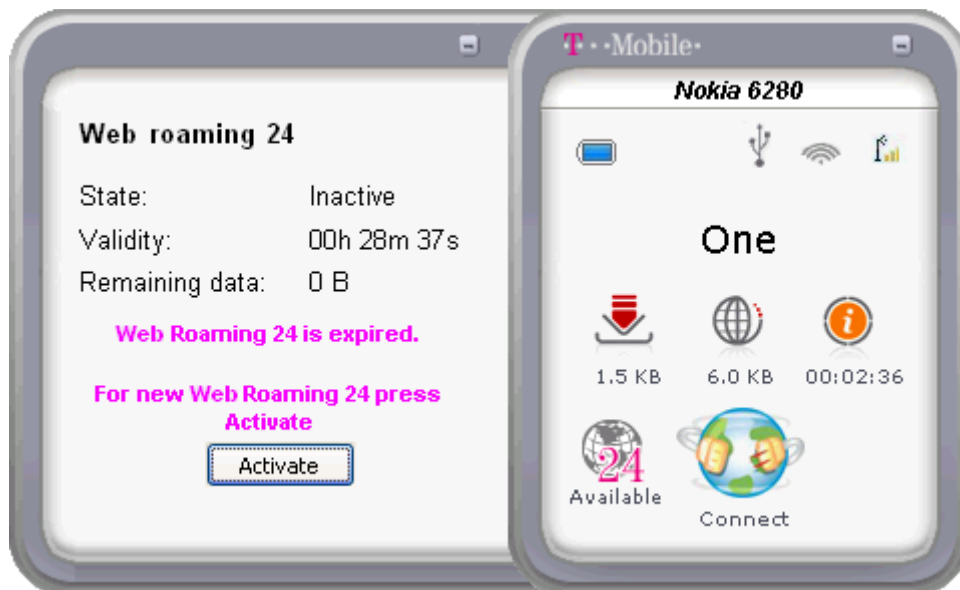 Web roaming 24
State: Inactive
Validity: 00h 28m 37s
Remaining data: 0 B
Web Roaming 24 is expired.
For new Web Roaming 24 press
Activate
Activate
T··Mobile·
Nokia 6280
One
1.5 KB 6.0 KB 00:02:36
24
Available
Connect